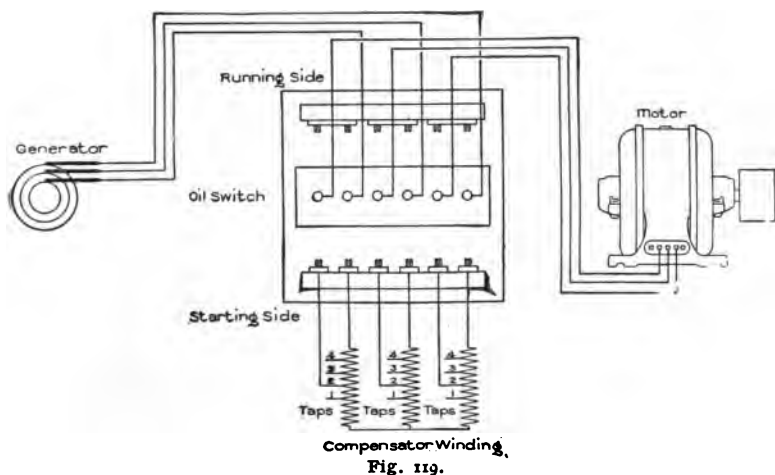 Running Side
Motor
Generator
Oil Switch
Starting Side
4 4 4
3 3 3
2 2 2
1 1 1
Taps Taps Taps
Compensator Winding.
Fig. 119.